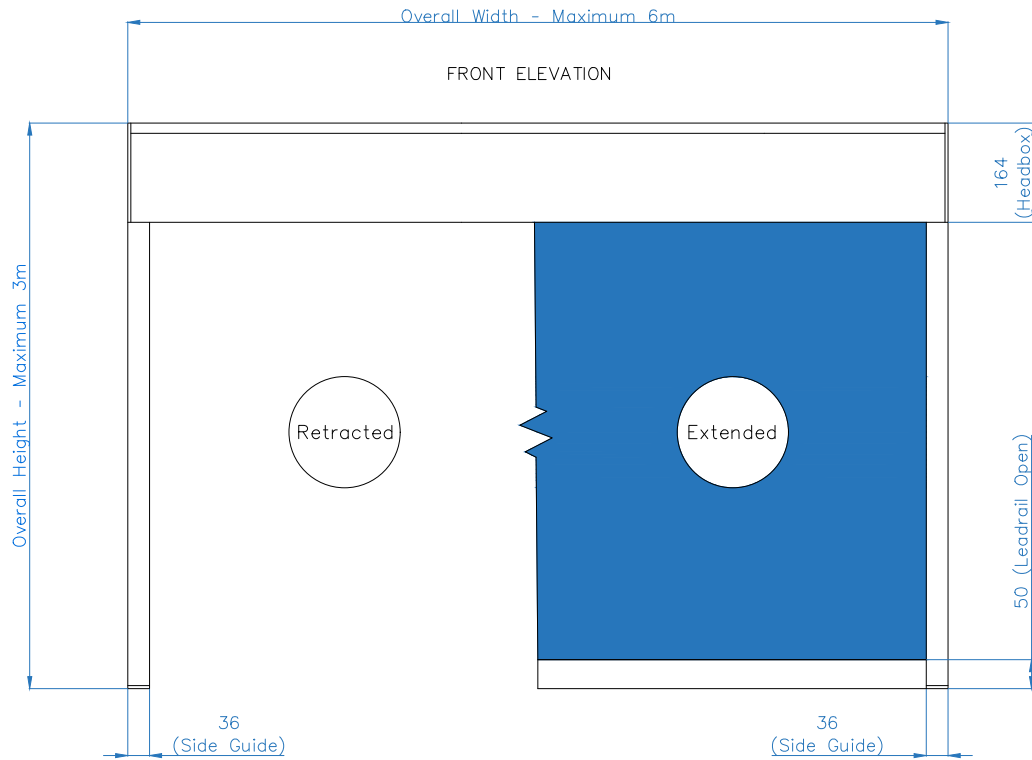 Overall Width - Maximum 6m
FRONT ELEVATION
164
(Headbox)
Overall Height - Maximum 3m
Retracted
Extended
50 (Leadrail Open)
36
(Side Guide)
36
(Side Guide)